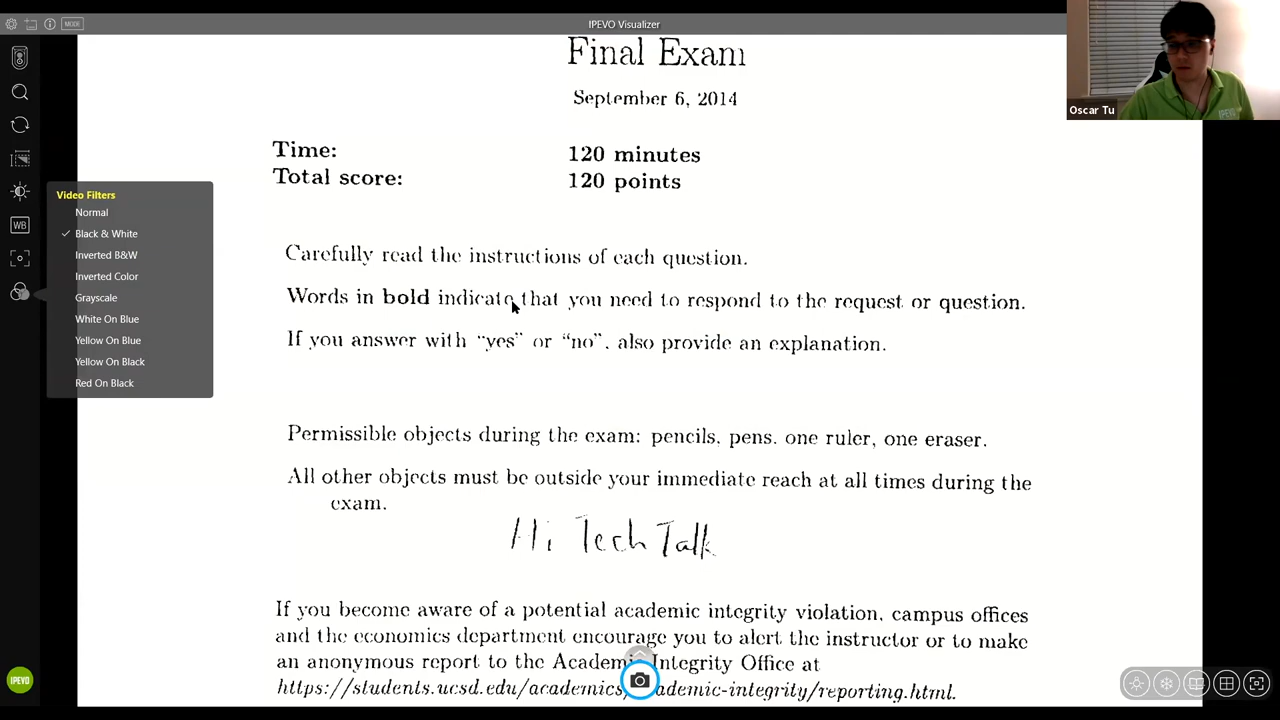 MODE
IPEVO Visualizer
Oscar Tu
IPEVO
WB
Video Filters
Normal
Black & White
Inverted B&W
Inverted Color
Grayscale
White On Blue
Yellow On Blue
Yellow On Black
Red On Black
IPEVO
Final Exam
September 6, 2014
Time: 120 minutes
Total score: 120 points
Carefully read the instructions of each question.
Words in bold indicate that you need to respond to the request or question.
If you answer with “yes” or “no”, also provide an explanation.
Permissible objects during the exam: pencils, pens, one ruler, one eraser.
All other objects must be outside your immediate reach at all times during the
exam.
Hi Tech Talk
If you become aware of a potential academic integrity violation, campus offices
and the economics department encourage you to alert the instructor or to make
an anonymous report to the Academic Integrity Office at
https://students.ucsd.edu/academics/academic-integrity/reporting.html.